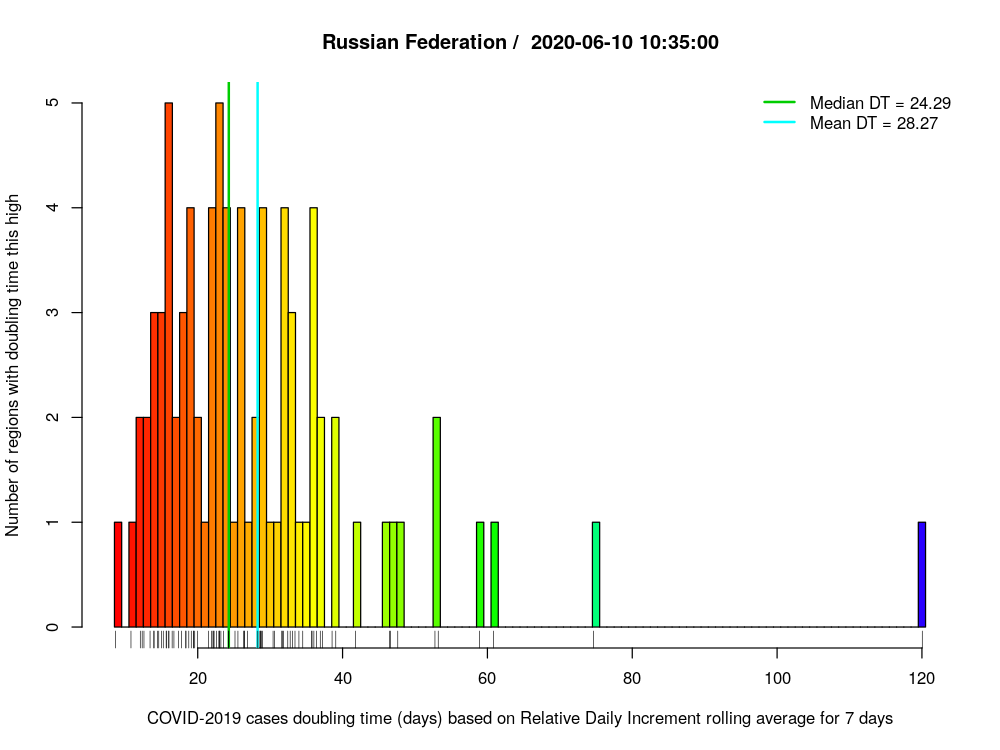 Russian Federation /  2020-06-10 10:35:00
Median DT = 24.29
Mean DT = 28.27
Number of regions with doubling time this high
5
4
3
2
1
0
20 40 60 80 100 120
COVID-2019 cases doubling time (days) based on Relative Daily Increment rolling average for 7 days